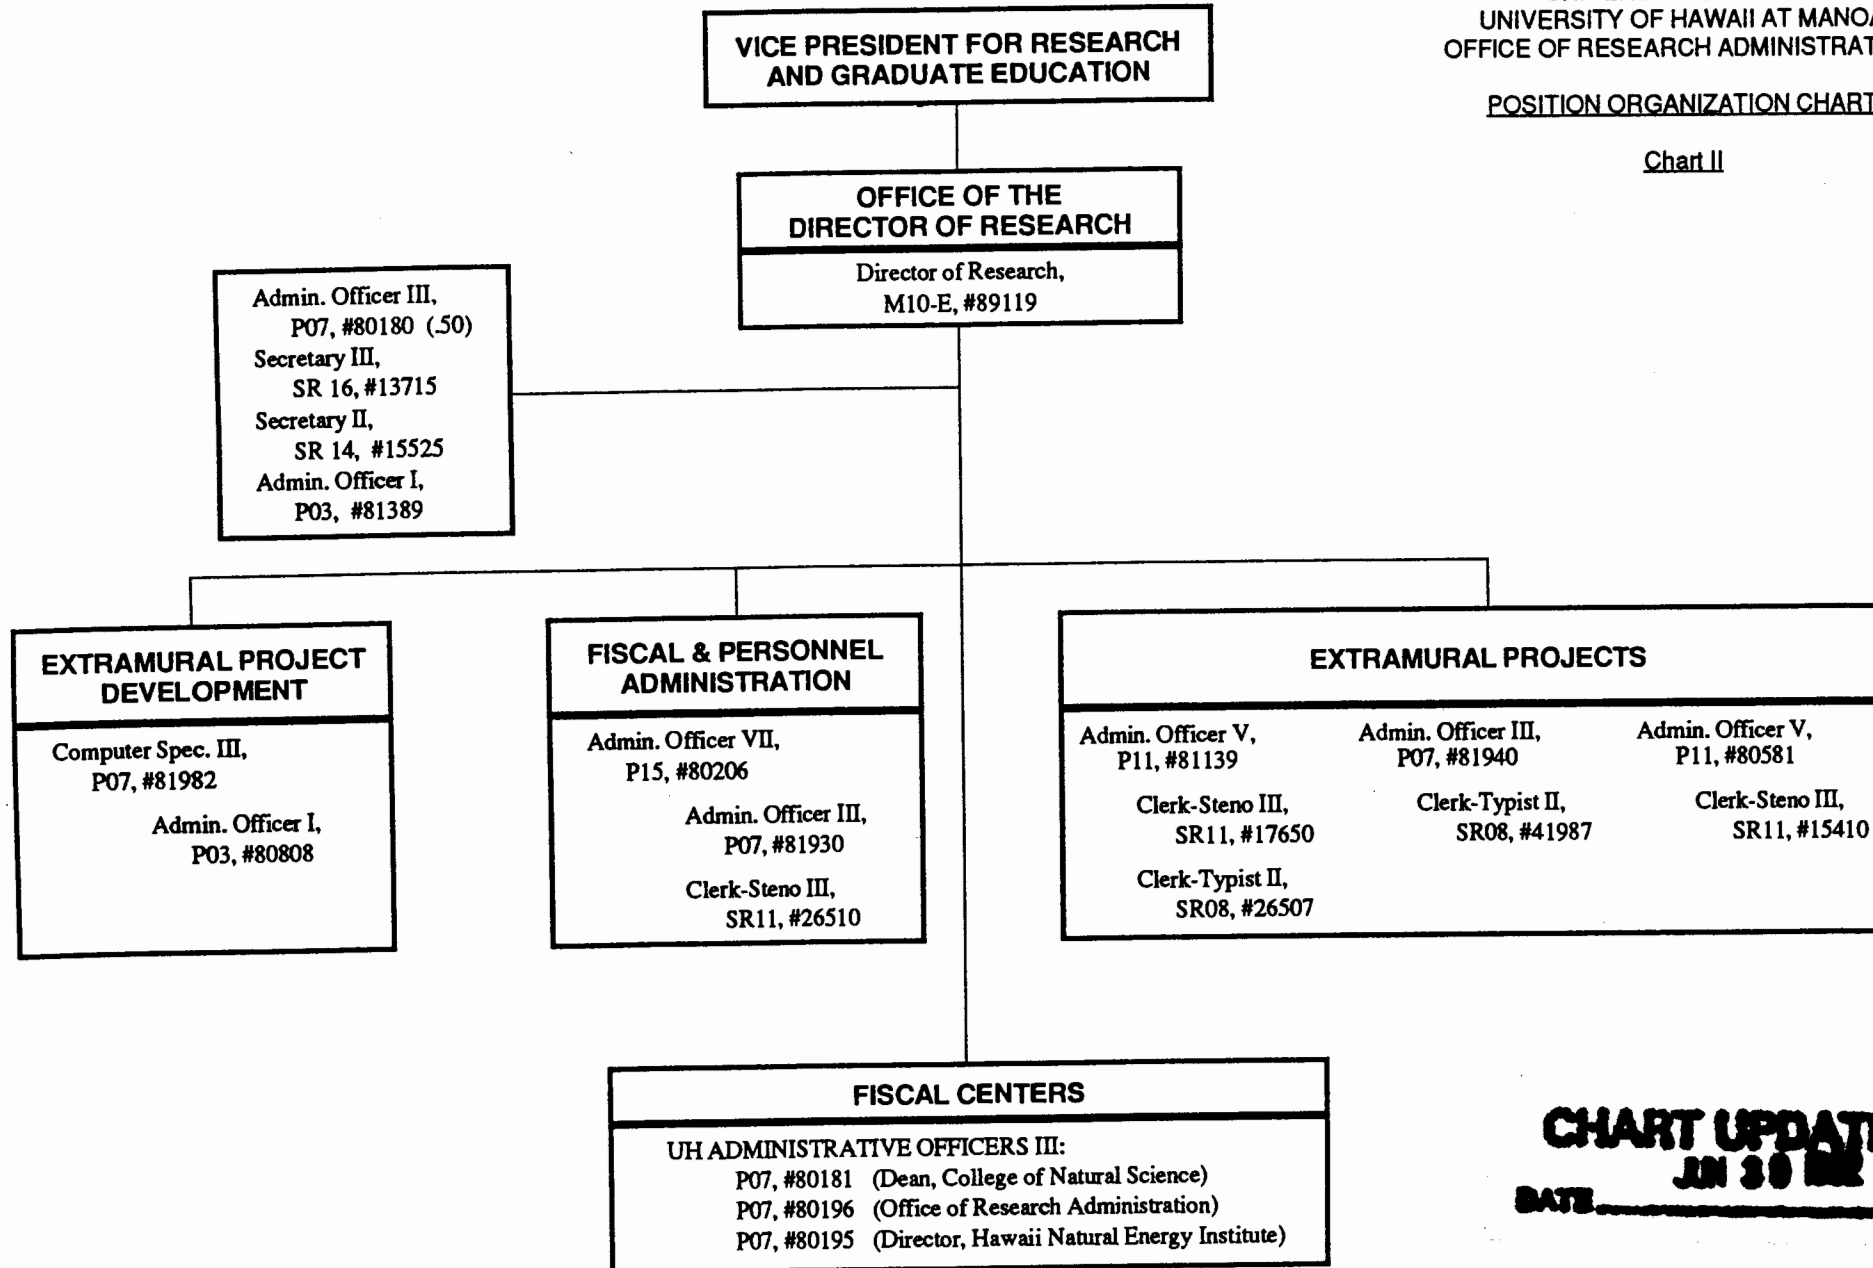 UNIVERSITY OF HAWAII AT MANOA
OFFICE OF RESEARCH ADMINISTRAT
POSITION ORGANIZATION CHART
Chart II
VICE PRESIDENT FOR RESEARCH
AND GRADUATE EDUCATION
OFFICE OF THE
DIRECTOR OF RESEARCH
Director of Research,
M10-E, #89119
Admin. Officer III,
P07, #80180 (.50)
Secretary III,
SR 16, #13715
Secretary II,
SR 14, #15525
Admin. Officer I,
P03, #81389
EXTRAMURAL PROJECT
DEVELOPMENT
Computer Spec. III,
P07, #81982
Admin. Officer I,
P03, #80808
FISCAL & PERSONNEL
ADMINISTRATION
Admin. Officer VII,
P15, #80206
Admin. Officer III,
P07, #81930
Clerk-Steno III,
SR11, #26510
EXTRAMURAL PROJECTS
Admin. Officer V,
P11, #81139
Clerk-Steno III,
SR11, #17650
Clerk-Typist II,
SR08, #26507
Admin. Officer III,
P07, #81940
Clerk-Typist II,
SR08, #41987
Admin. Officer V,
P11, #80581
Clerk-Steno III,
SR11, #15410
FISCAL CENTERS
UH ADMINISTRATIVE OFFICERS III:
P07, #80181 (Dean, College of Natural Science)
P07, #80196 (Office of Research Administration)
P07, #80195 (Director, Hawaii Natural Energy Institute)
CHART UPDAT
JUN 30
DATE